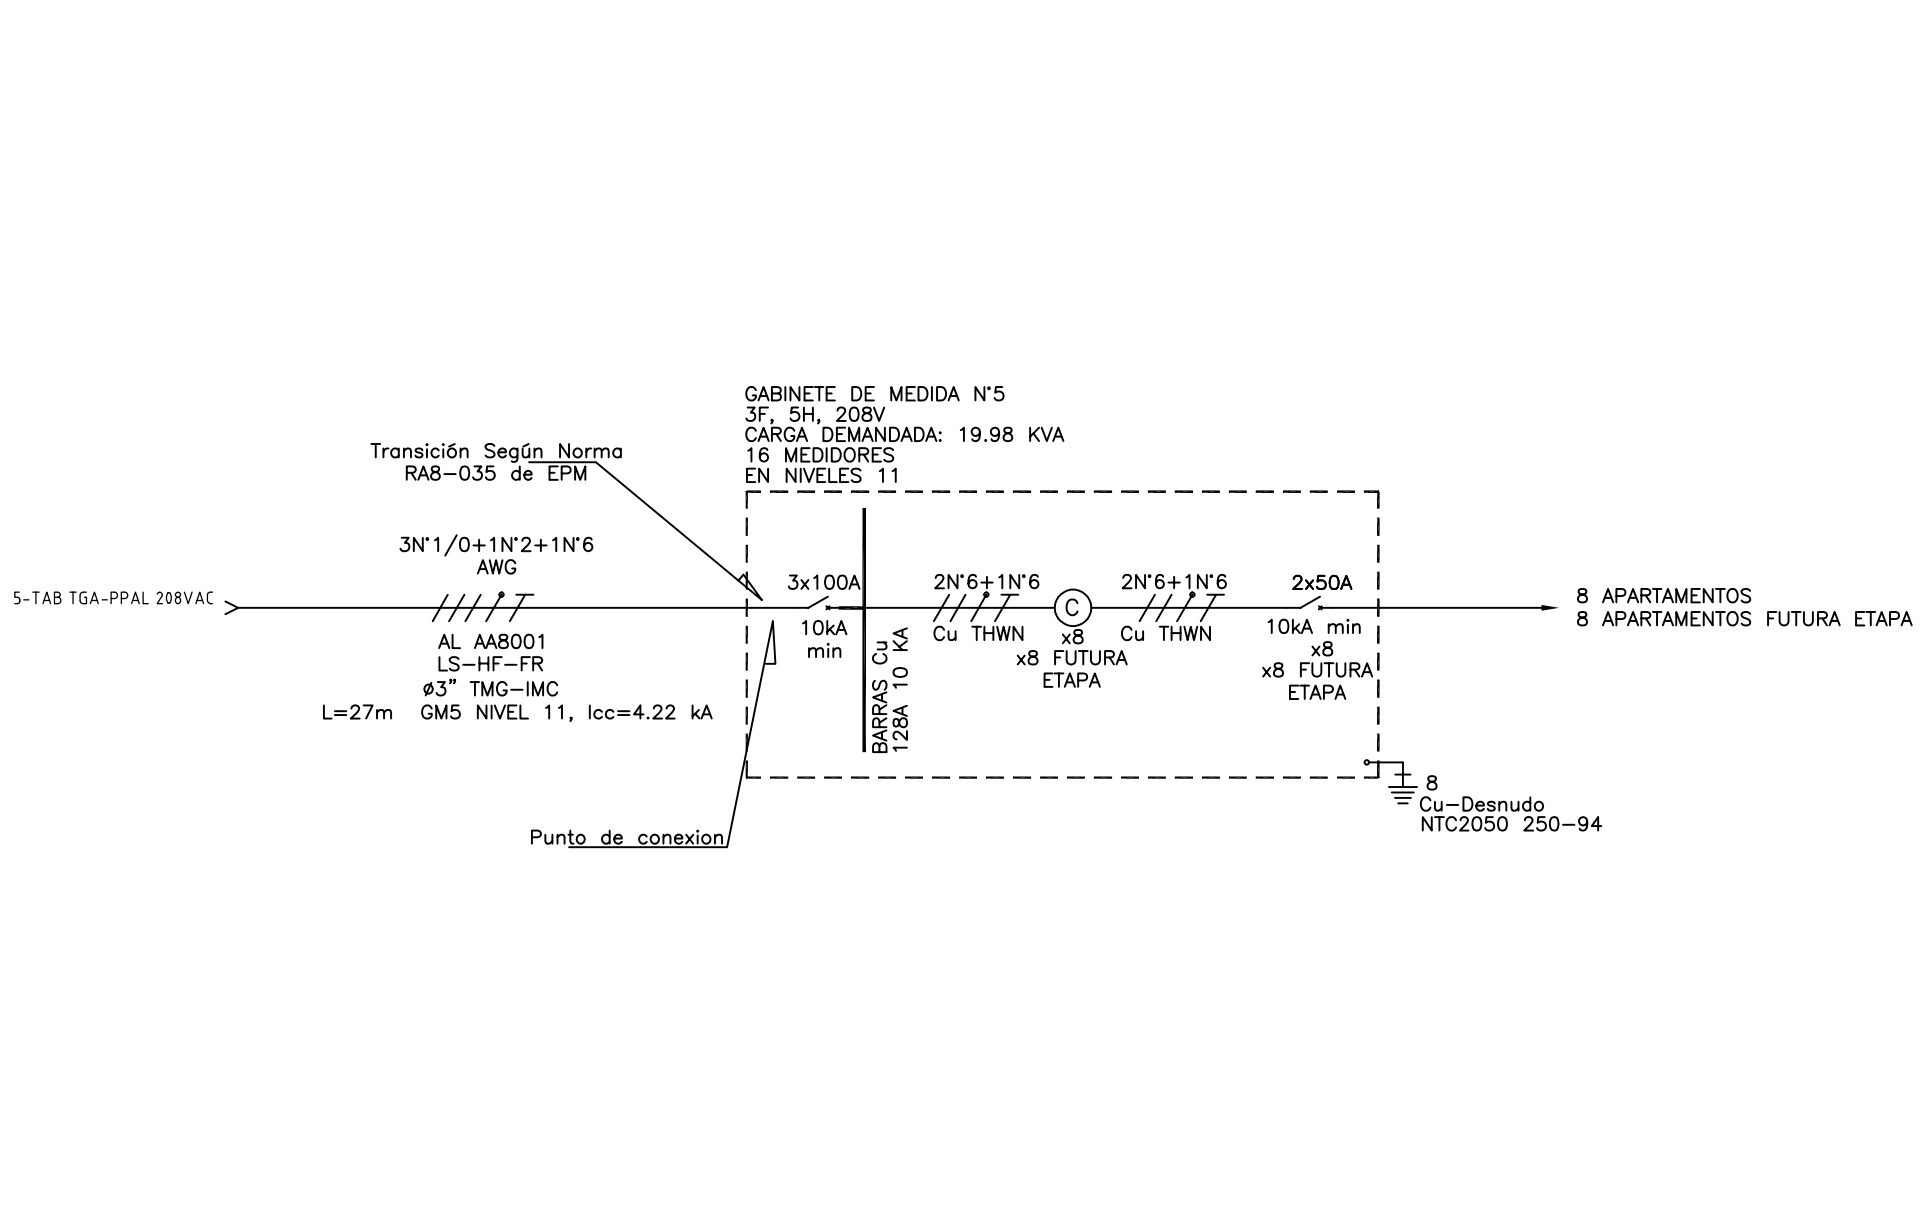 GABINETE DE MEDIDA N°5
3F, 5H, 208V
CARGA DEMANDADA: 19.98 KVA
16 MEDIDORES
EN NIVELES 11
Transición Según Norma
RA8-035 de EPM
3N°1/0+1N°2+1N°6
AWG
5-TAB TGA-PPAL 208VAC
AL AA8001
LS-HF-FR
ø3" TMG-IMC
L=27m GM5 NIVEL 11, Icc=4.22 kA
3x100A
10kA
min
BARRAS Cu
128A 10 KA
2N°6+1N°6
Cu THWN
C
x8
x8 FUTURA
ETAPA
2N°6+1N°6
Cu THWN
2x50A
10kA min
x8
x8 FUTURA
ETAPA
8 APARTAMENTOS
8 APARTAMENTOS FUTURA ETAPA
8
Cu-Desnudo
NTC2050 250-94
Punto de conexion